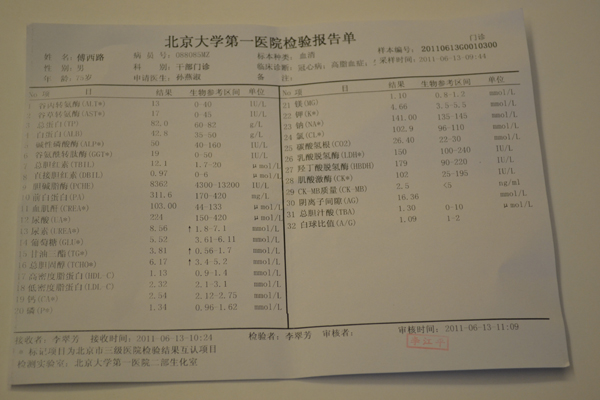 北京大学第一医院检验报告单
门诊
姓 名: 傅西路 病 员 号: 标本种类: 血清 样本编号: 20110613G0010300
性 别: 男 科 别: 干部门诊 临床诊断: 冠心病, 高脂血症, 采样时间: 2011-06-13-09:44
年 龄: 申请医生: 孙燕淑 备 注:
No 项 目 结果 生物参考区间 单位
1 谷丙转氨酶(ALT*) 13 0-40 IU/L
2 谷草转氨酶(AST*) 17 0-45 IU/L
3 总蛋白(TP) 82.0 60-82 g/L
4 白蛋白(ALB) 42.8 35-50 g/L
5 碱性磷酸酶(ALP*) 50 40-160 IU/L
6 谷氨酰转肽酶(GGT*) 19 0-50 IU/L
7 总胆红素(TBIL) 12.1 1.7-20 μmol/L
8 直接胆红素(DBIL) 0.97 0-6 μmol/L
9 胆碱酯酶(PCHE) 8362 4300-13200 IU/L
10 前白蛋白(PA) 311.6 170-420 mg/L
11 血肌酐(CREA*) 103.00 44-133 μmol/L
12 尿酸(UA*) 224 150-420 μmol/L
13 尿素(UREA*) 8.56 ↑ 1.8-7.1 mmol/L
14 葡萄糖(GLU*) 5.52 3.61-6.11 mmol/L
15 甘油三酯(TG*) 3.81 ↑ 0.56-1.7 mmol/L
16 总胆固醇(TCHO*) 6.17 ↑ 3.4-5.2 mmol/L
17 高密度脂蛋白(HDL-C) 1.13 0.9-1.4 mmol/L
18 低密度脂蛋白(LDL-C) 2.32 2.1-3.1 mmol/L
19 钙(CA*) 2.54 2.12-2.75 mmol/L
20 磷(P*) 1.34 0.96-1.62 mmol/L
No 项 目 结果 生物参考区间 单位
21 镁(MG) 1.10 0.8-1.2 mmol/L
22 钾(K*) 4.66 3.5-5.5 mmol/L
23 钠(NA*) 141.00 135-145 mmol/L
24 氯(CL*) 103.9 96-110 mmol/L
25 碳酸氢根(CO2) 26.40 22-30 mmol/L
26 乳酸脱氢酶(LDH*) 150 100-240 IU/L
27 羟丁酸脱氢酶(HBDH) 179 90-220 IU/L
28 肌酸激酶(CK*) 102 25-195 IU/L
29 CK-MB质量(CK-MB) 2.5 <5 ng/ml
30 阴离子间隙(AG) 16.36 mmol/L
31 总胆汁酸(TBA) 1.30 0-10 μmol/L
32 白球比值(A/G) 1.09 1-2
接收者: 李翠芳 接收时间: 2011-06-13-10:24 检验者: 李翠芳 审核者: 审核时间: 2011-06-13-11:09
* 标记项目为北京市三级医院检验结果互认项目
检测实验室: 北京大学第一医院二部生化室